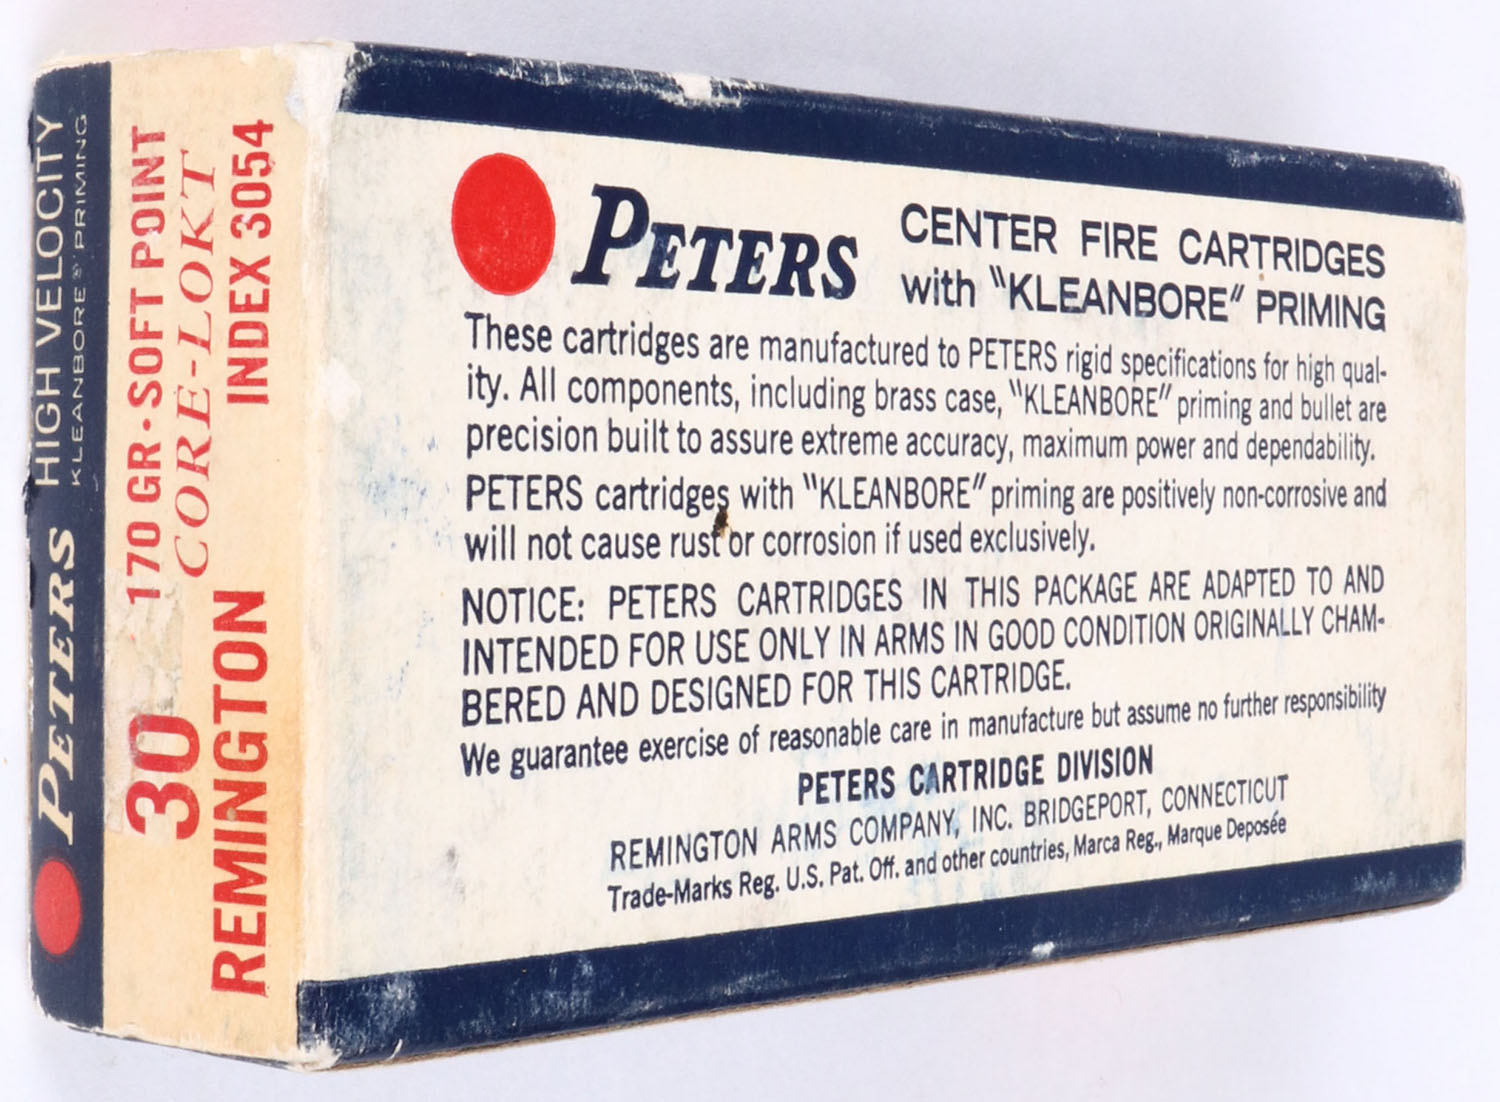 PETERS HIGH VELOCITY
"KLEANBORE" PRIMING
30 170 GR - SOFT POINT
CORE-LOKT
REMINGTON INDEX 3054
PETERS
CENTER FIRE CARTRIDGES
with "KLEANBORE" PRIMING
These cartridges are manufactured to PETERS rigid specifications for high qual-
ity. All components, including brass case, "KLEANBORE" priming and bullet are
precision built to assure extreme accuracy, maximum power and dependability.
PETERS cartridges with "KLEANBORE" priming are positively non-corrosive and
will not cause rust or corrosion if used exclusively.
NOTICE: PETERS CARTRIDGES IN THIS PACKAGE ARE ADAPTED TO AND
INTENDED FOR USE ONLY IN ARMS IN GOOD CONDITION ORIGINALLY CHAM-
BERED AND DESIGNED FOR THIS CARTRIDGE.
We guarantee exercise of reasonable care in manufacture but assume no further responsibility
PETERS CARTRIDGE DIVISION
REMINGTON ARMS COMPANY, INC. BRIDGEPORT, CONNECTICUT
Trade-Marks Reg. U.S. Pat. Off. and other countries, Marca Reg., Marque Deposée